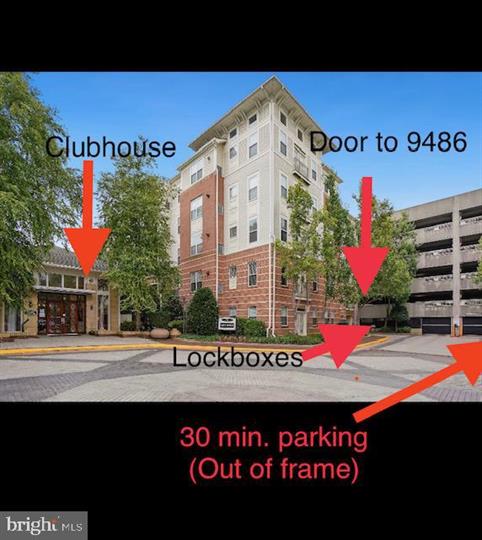 Clubhouse
Door to 9486
Lockboxes
30 min. parking
(Out of frame)
bright MLS